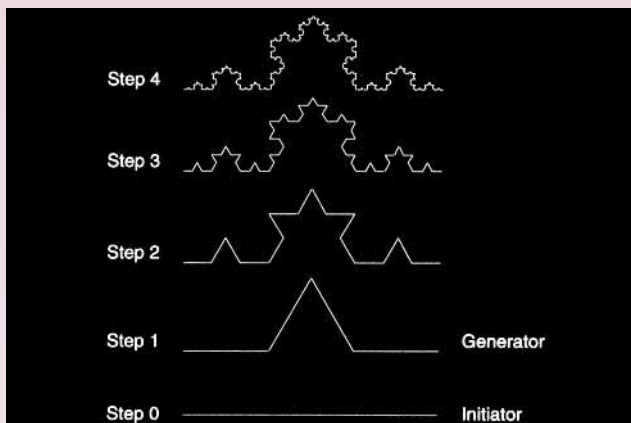 Step 4
Step 3
Step 2
Step 1 Generator
Step 0 Initiator